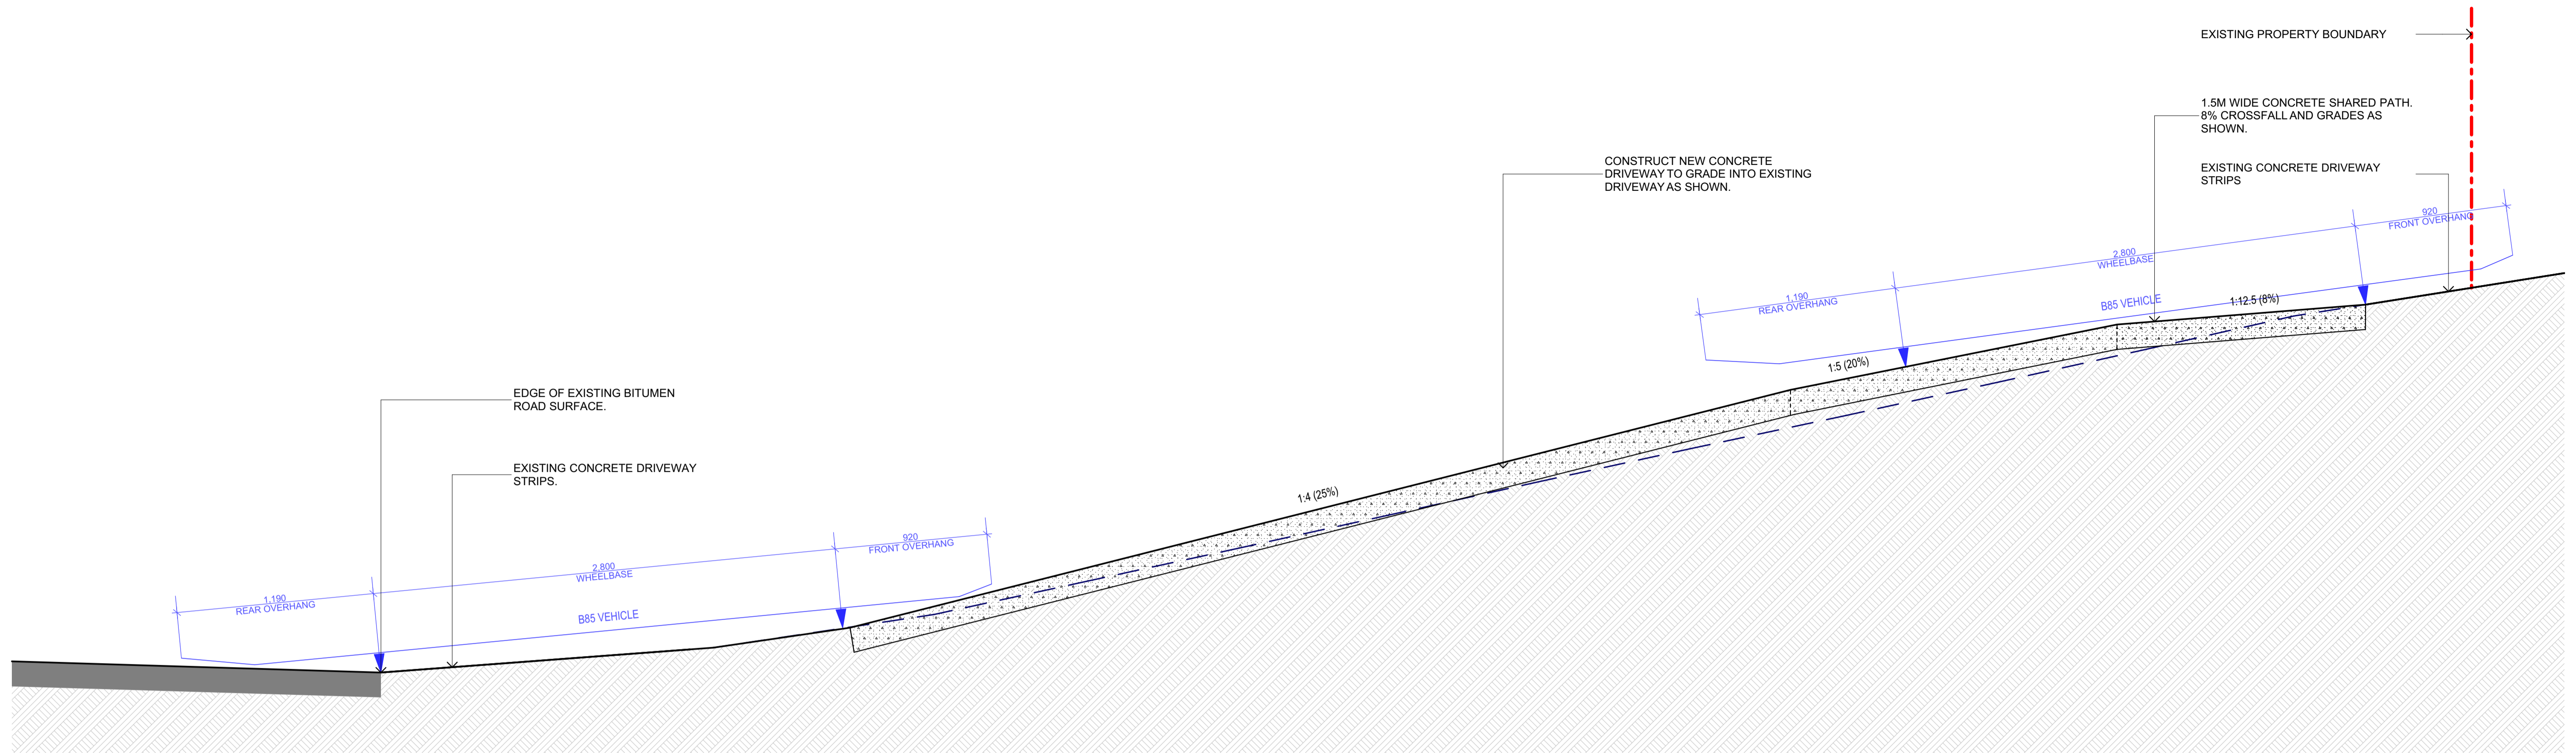 EXISTING PROPERTY BOUNDARY
1.5M WIDE CONCRETE SHARED PATH.
8% CROSSFALL AND GRADES AS
SHOWN.
CONSTRUCT NEW CONCRETE
DRIVEWAY TO GRADE INTO EXISTING
DRIVEWAY AS SHOWN.
EXISTING CONCRETE DRIVEWAY
STRIPS
920
FRONT OVERHANG
2,800
WHEELBASE
1,190
REAR OVERHANG
B85 VEHICLE
1:12.5 (8%)
1:5 (20%)
EDGE OF EXISTING BITUMEN
ROAD SURFACE.
EXISTING CONCRETE DRIVEWAY
STRIPS.
1:4 (25%)
920
FRONT OVERHANG
2,800
WHEELBASE
1,190
REAR OVERHANG
B85 VEHICLE